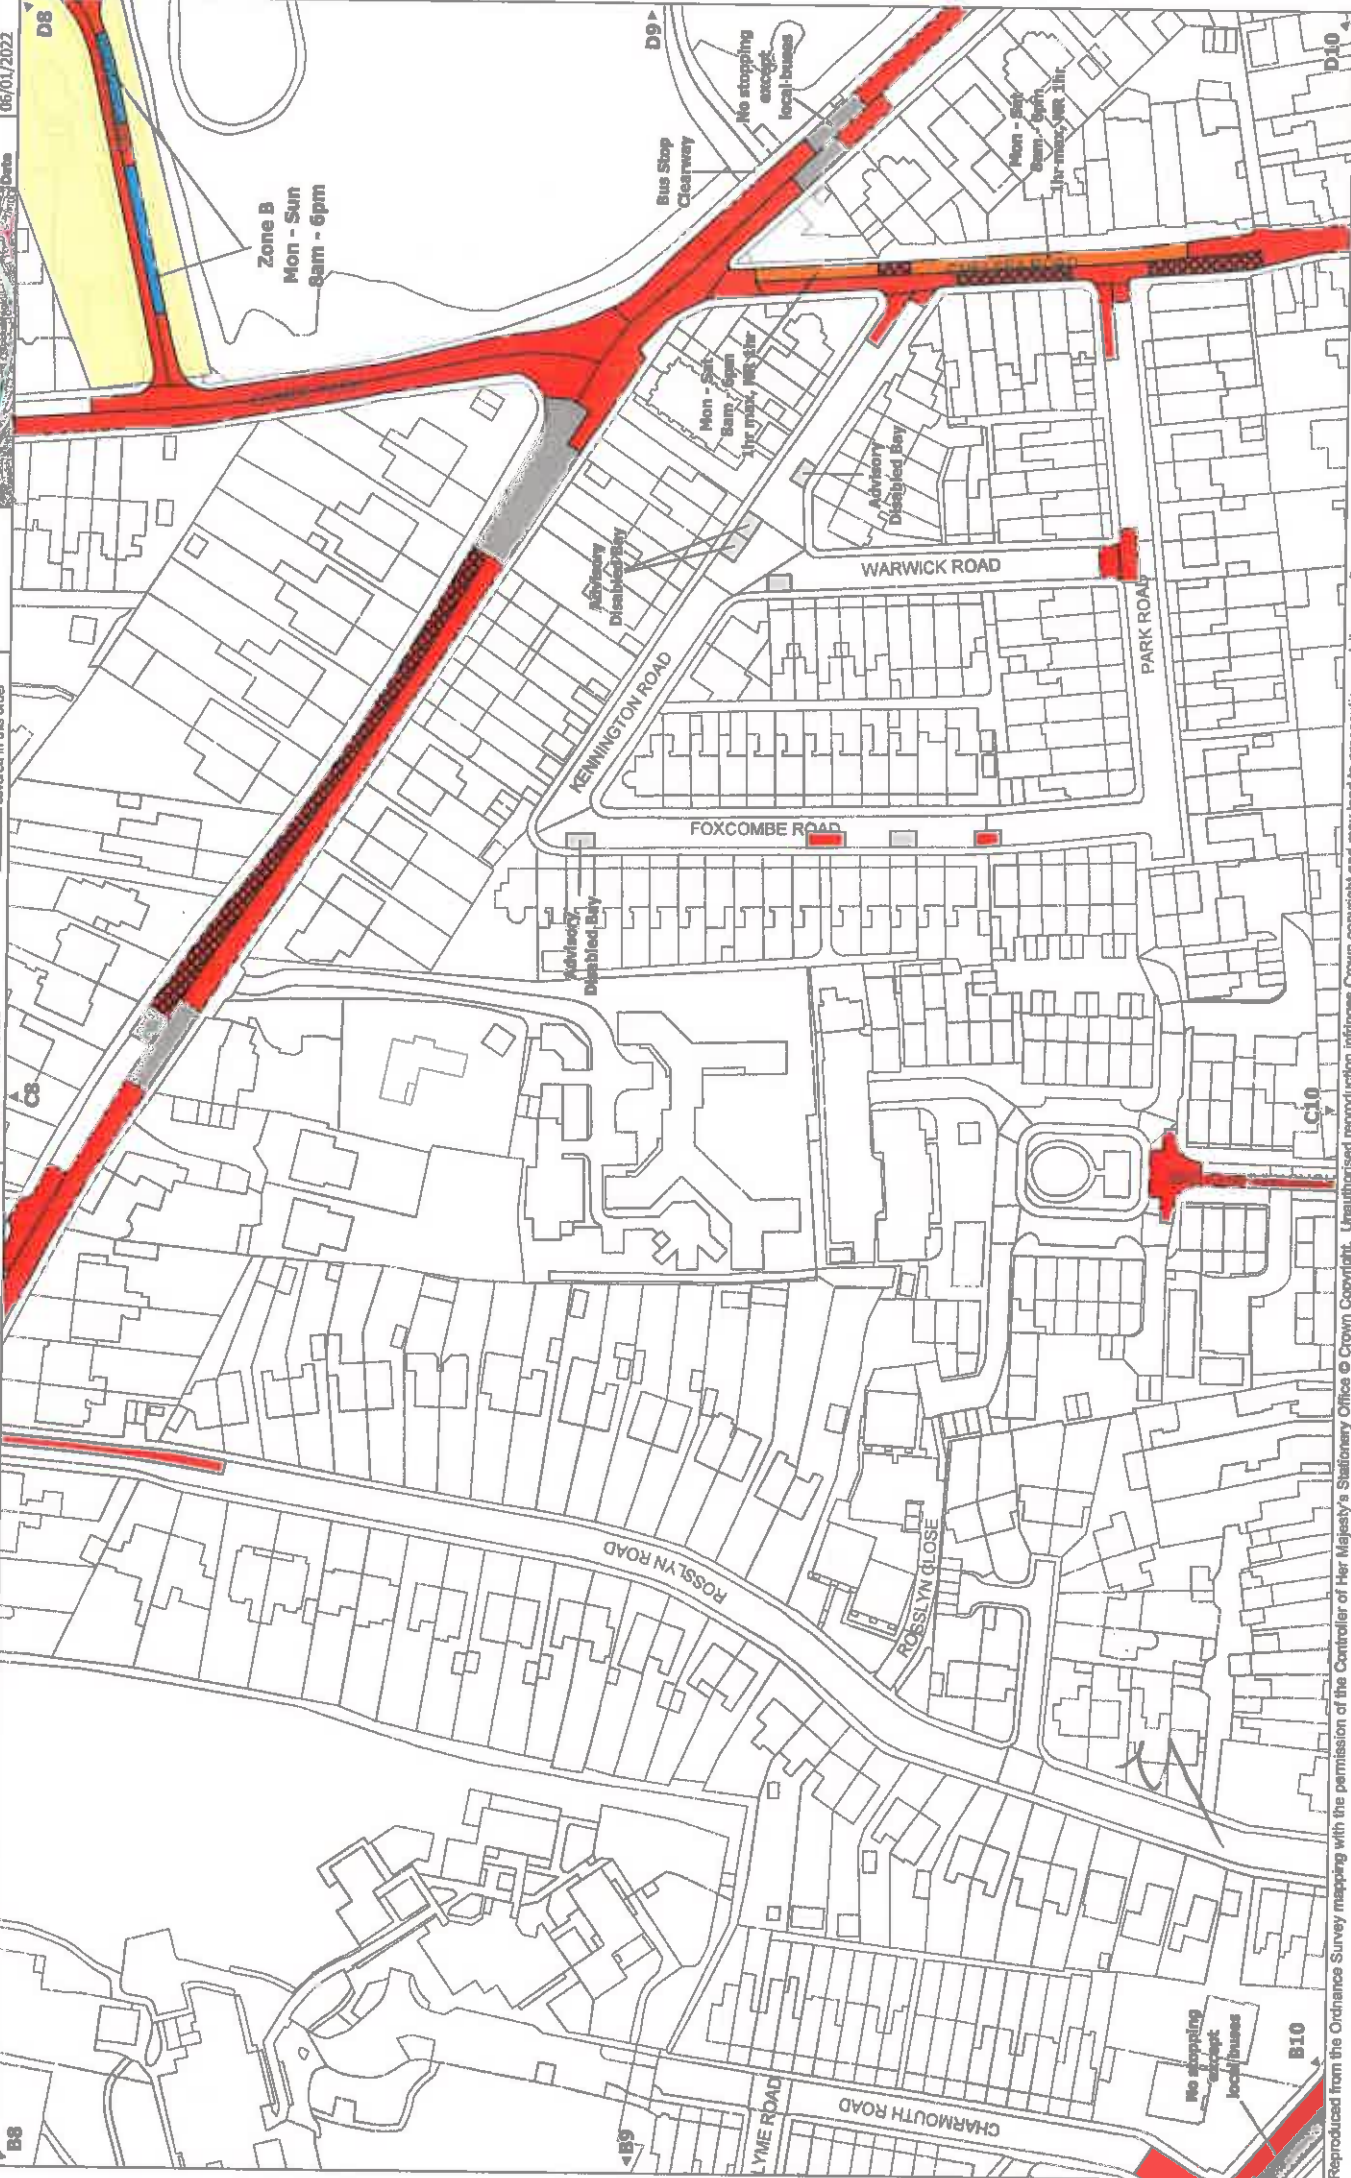 Date
06/01/2022
D8
Zone B
Mon - Sun
8am - 6pm
D9
No stopping
except
local buses
Bus Stop
Clearway
Mon - Sat
8am - 6pm
1hr max, NR 1hr
D10
Mon - Sat
8am - 6pm
1hr max, NR 1hr
Advisory
Disabled Bay
Advisory
Disabled Bay
WARWICK ROAD
PARK ROAD
KENNINGTON ROAD
FOXCOMBE ROAD
Advisory
Disabled Bay
C8
C10
ROSSLYN ROAD
ROSSLYN CLOSE
B8
B9
LYME ROAD
CHARMOUTH ROAD
No stopping
except
local buses
B10
Reproduced from the Ordnance Survey mapping with the permission of the Controller of Her Majesty's Stationery Office © Crown Copyright. Unauthorised reproduction infringes Crown copyright and may lead to